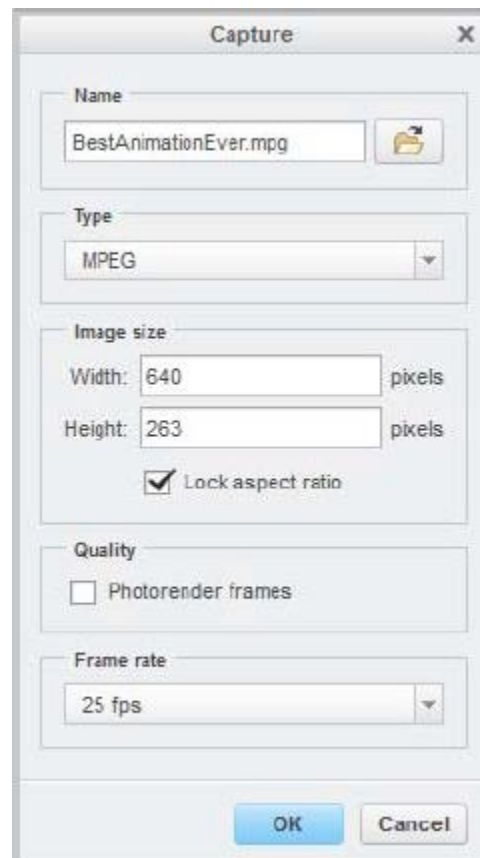 Capture
Name
BestAnimationEver.mpg
Type
MPEG
Image size
Width: 640 pixels
Height: 263 pixels
Lock aspect ratio
Quality
Photorender frames
Frame rate
25 fps
OK Cancel